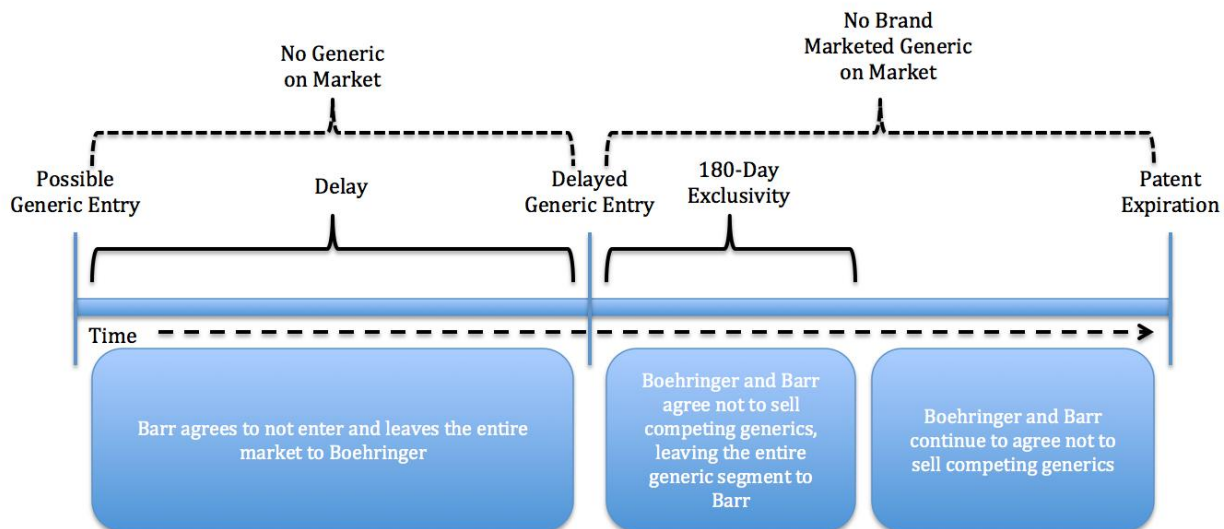 No Generic
on Market
No Brand
Marketed Generic
on Market
Possible
Generic Entry
Delay
Delayed
Generic Entry
180-Day
Exclusivity
Patent
Expiration
Time
Barr agrees to not enter and leaves the entire
market to Boehringer
Boehringer and Barr
agree not to sell
competing generics,
leaving the entire
generic segment to
Barr
Boehringer and Barr
continue to agree not to
sell competing generics